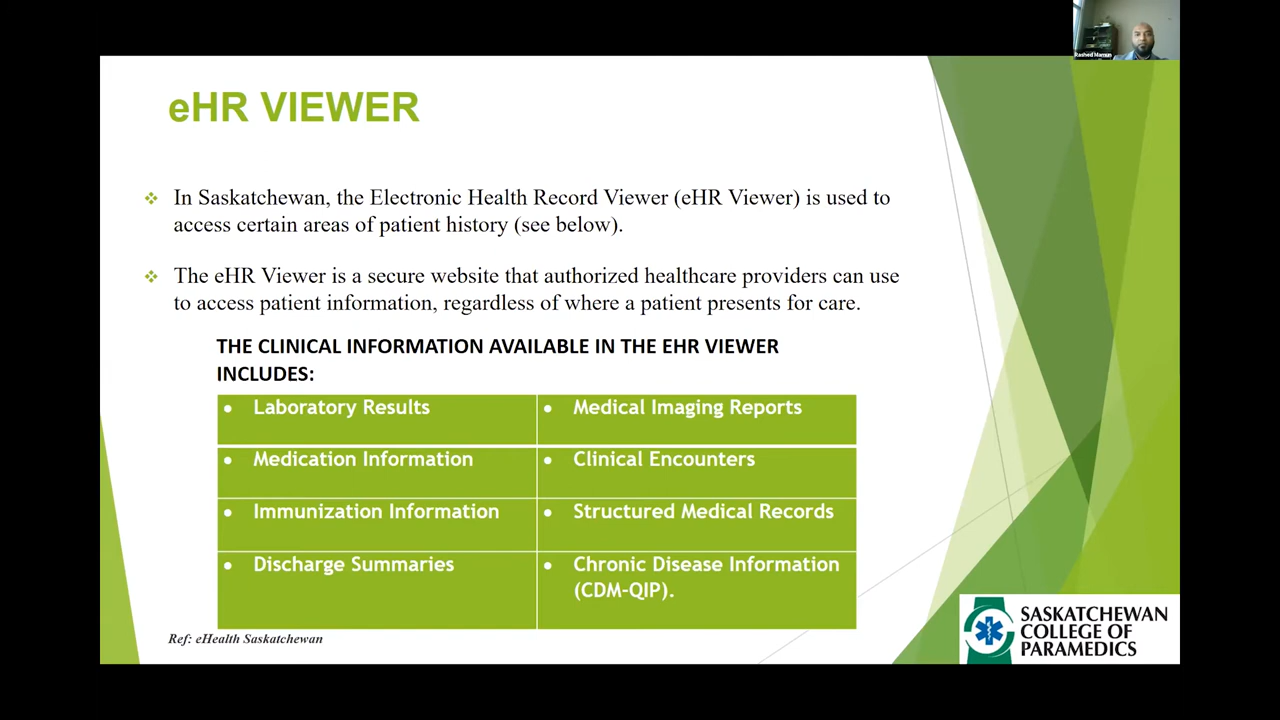 Rashed Mamun
eHR VIEWER
❖ In Saskatchewan, the Electronic Health Record Viewer (eHR Viewer) is used to
access certain areas of patient history (see below).
❖ The eHR Viewer is a secure website that authorized healthcare providers can use
to access patient information, regardless of where a patient presents for care.
THE CLINICAL INFORMATION AVAILABLE IN THE EHR VIEWER
INCLUDES:
• Laboratory Results
• Medical Imaging Reports
• Medication Information
• Clinical Encounters
• Immunization Information
• Structured Medical Records
• Discharge Summaries
• Chronic Disease Information
(CDM-QIP).
Ref: eHealth Saskatchewan
SASKATCHEWAN
COLLEGE OF
PARAMEDICS